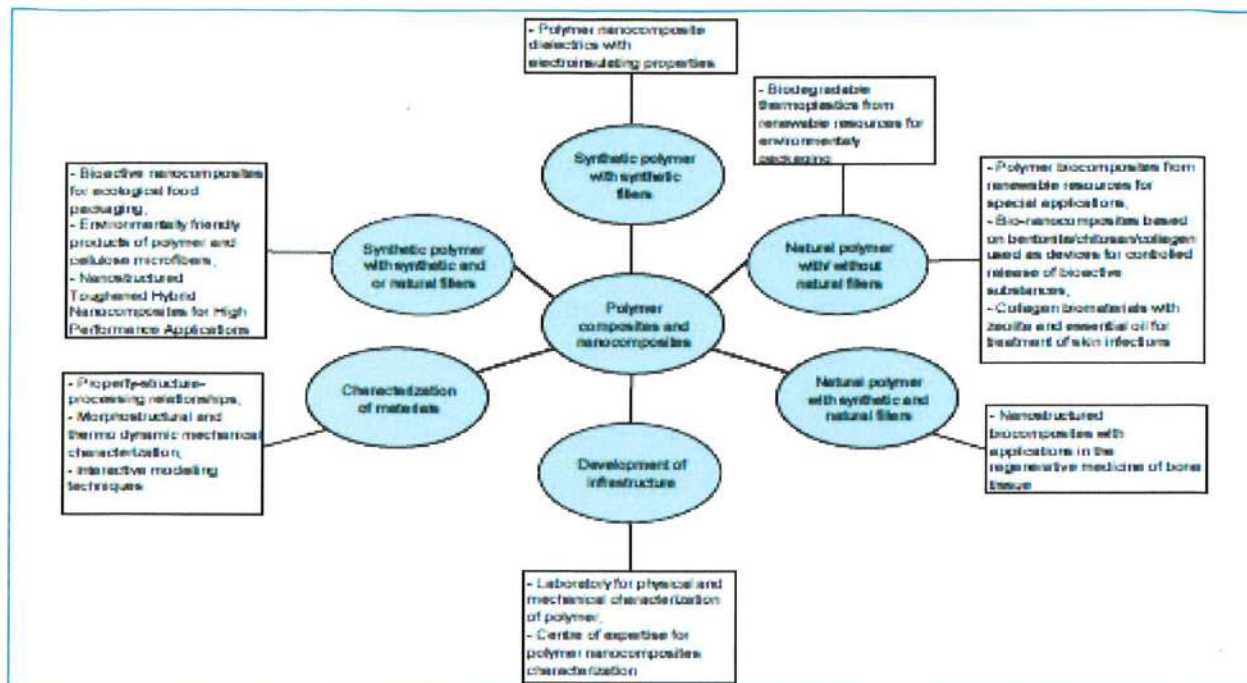 - Polymer nanocomposite
dielectrics with
electroinsulating properties
- Biodegradable
thermoplastics from
renewable resources for
environmentaly
packaging
Synthetic polymer
with synthetic
fillers
- Bioactive nanocomposites
for ecological food
packaging,
- Environmentally friendly
products of polymer and
cellulose microfibers,
- Nanostructured
Toughened Hybrid
Nanocomposites for High
Performance Applications
Synthetic polymer
with synthetic and
or natural fillers
Natural polymer
with/ without
natural fillers
- Polymer biocomposites from
renewable resources for
special applications,
- Bio-nanocomposites based
on bentonite/chitosan/collagen
used as devices for controlled
release of bioactive
substances,
- Collagen biomaterials with
zeolite and essential oil for
treatment of skin infections
Polymer
composites and
nanocomposites
- Property-structure-
processing relationships,
- Morphostructural and
thermo dynamic mechanical
characterization,
- Interactive modelling
techniques
Characterization
of materials
Natural polymer
with synthetic and
natural fillers
- Nanostructured
biocomposites with
applications in the
regenerative medicine of bone
tissue
Development of
infrastructure
- Laboratory for physical and
mechanical characterization
of polymer,
- Centre of expertise for
polymer nanocomposites
characterization